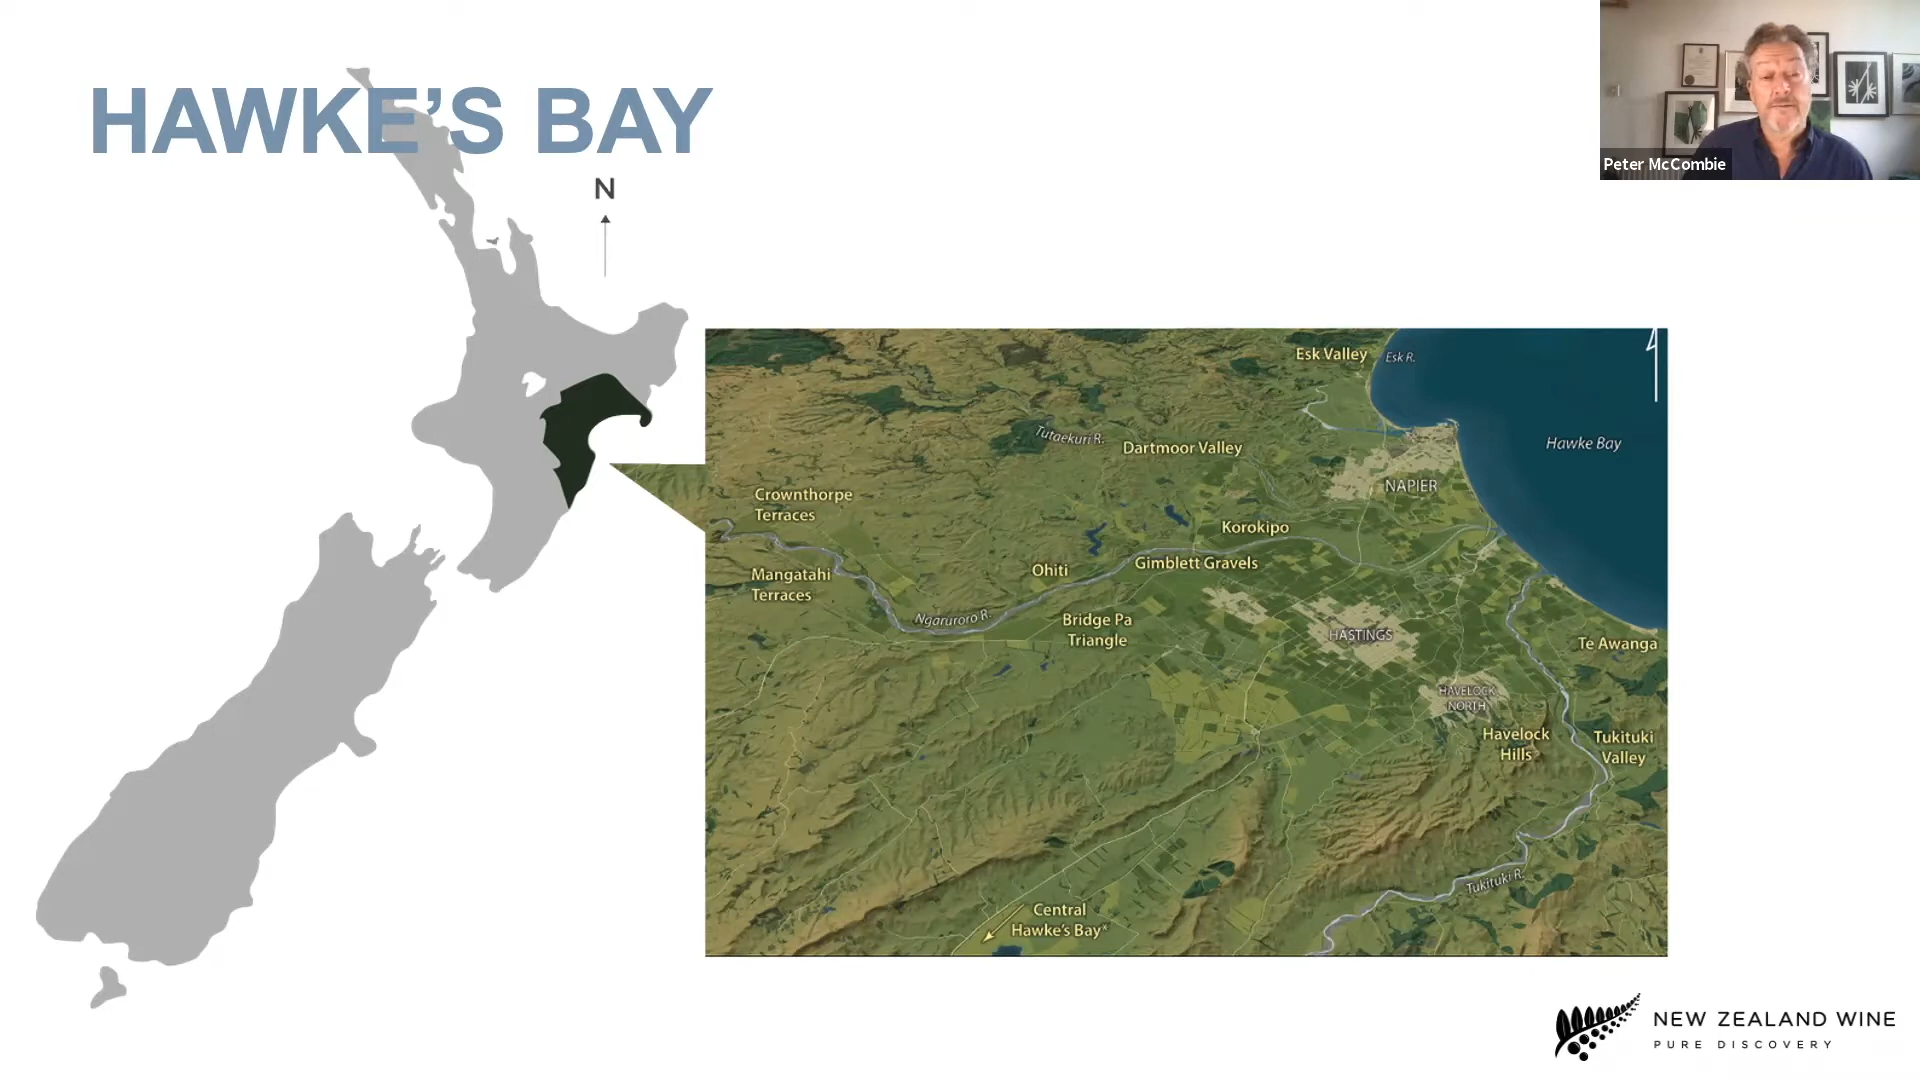 HAWKE'S BAY
N
Peter McCombie
Esk Valley
Esk R.
Hawke Bay
Tutaekuri R.
Dartmoor Valley
NAPIER
Crownthorpe
Terraces
Korokipo
Gimblett Gravels
Ohiti
Mangatahi
Terraces
Ngaruroro R.
Bridge Pa
Triangle
HASTINGS
Te Awanga
HAVELOCK
NORTH
Havelock
Hills
Tukituki
Valley
Tukituki R.
Central
Hawke's Bay*
NEW ZEALAND WINE
PURE DISCOVERY